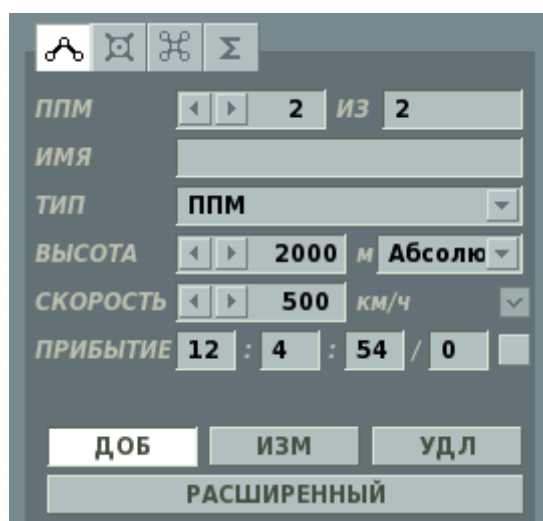 Σ
ППМ 2 ИЗ 2
ИМЯ
ТИП ППМ
ВЫСОТА 2000 м Абсолю
СКОРОСТЬ 500 км/ч
ПРИБЫТИЕ 12 : 4 : 54 / 0
ДОБ ИЗМ УДЛ
РАСШИРЕННЫЙ